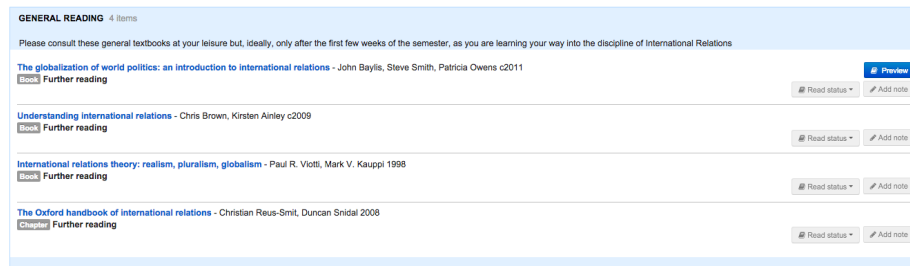 GENERAL READING 4 items
Please consult these general textbooks at your leisure but, ideally, only after the first few weeks of the semester, as you are learning your way into the discipline of International Relations
The globalization of world politics: an introduction to international relations - John Baylis, Steve Smith, Patricia Owens c2011
Preview
Book Further reading
Read status Add note
Understanding international relations - Chris Brown, Kirsten Ainley c2009
Book Further reading
Read status Add note
International relations theory: realism, pluralism, globalism - Paul R. Viotti, Mark V. Kauppi 1998
Book Further reading
Read status Add note
The Oxford handbook of international relations - Christian Reus-Smit, Duncan Snidal 2008
Chapter Further reading
Read status Add note